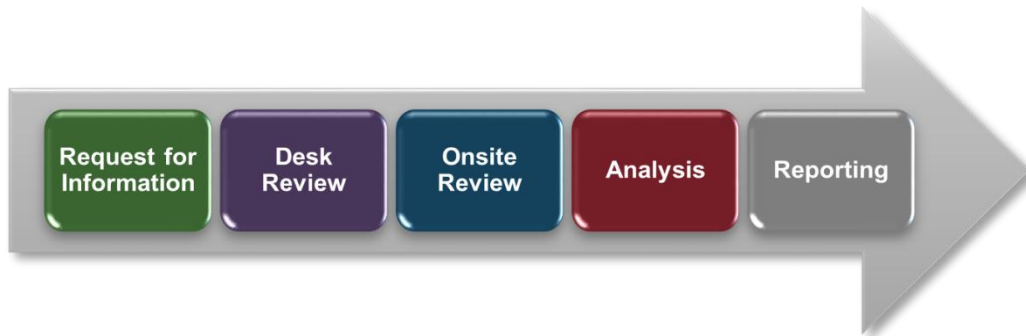 Request for
Information
Desk
Review
Onsite
Review
Analysis
Reporting